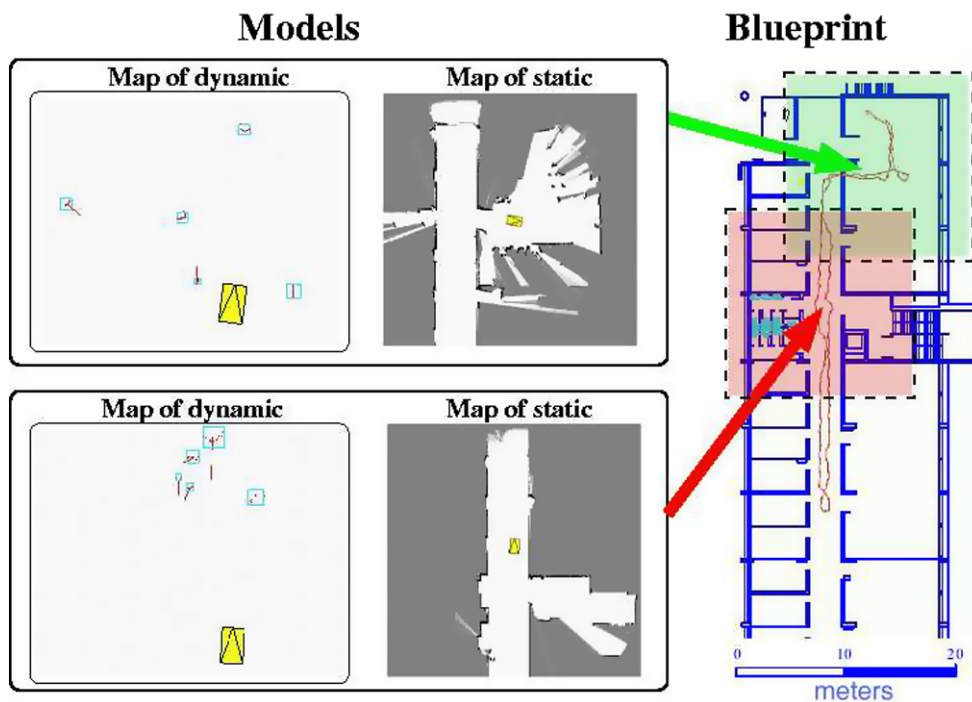 Models
Blueprint
Map of dynamic
Map of static
Map of dynamic
Map of static
0 10 20
meters